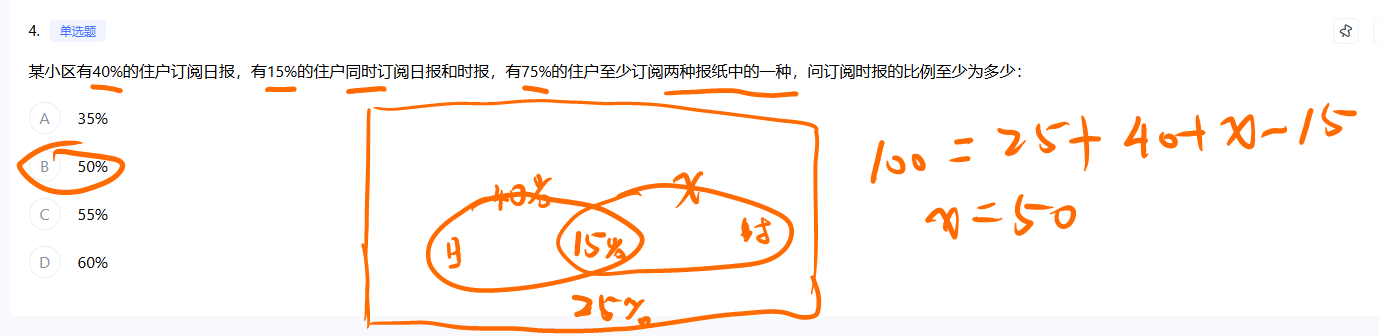 4. 单选题
某小区有40%的住户订阅日报，有15%的住户同时订阅日报和时报，有75%的住户至少订阅两种报纸中的一种，问订阅时报的比例至少为多少：
A 35%
B 50%
C 55%
D 60%
40% x
日 15% 时
25%
100 = 25 + 40 + x - 15
x = 50